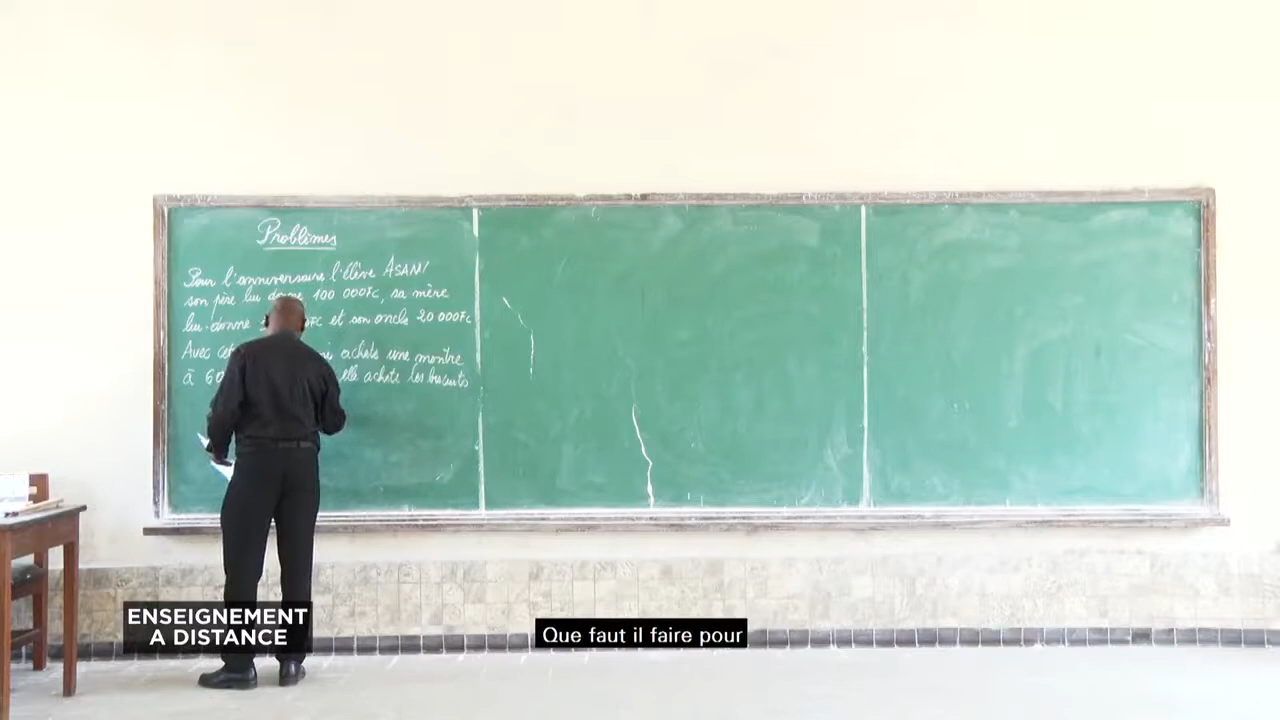 Problèmes
Pour l'anniversaire l'élève ASANI
son père lui donne 100 000Fc, sa mère
lui donne FC et son oncle 20 000Fc
Avec achète une montre
à 60 elle achète les biscuits
ENSEIGNEMENT
A DISTANCE
Que faut il faire pour